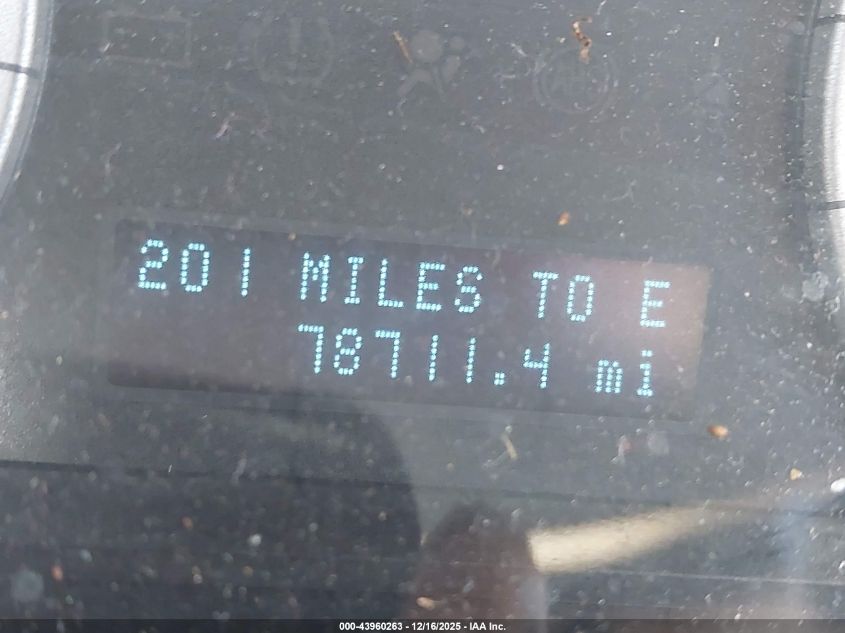 201 MILES TO E
78711.4 mi
000-43960263 - 12/16/2025 - IAA Inc.